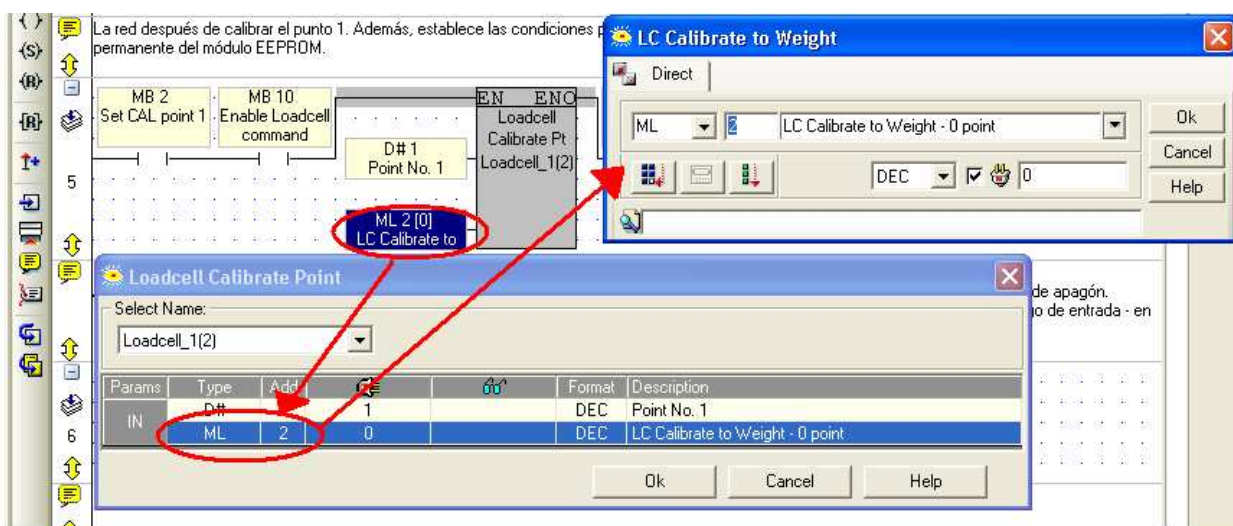 La red después de calibrar el punto 1. Además, establece las condiciones p
permanente del módulo EEPROM.
MB 2
Set CAL point 1
MB 10
Enable Loadcell
command
D# 1
Point No. 1
EN ENO
Loadcell
Calibrate Pt
Loadcell_1(2)
ML 2 [0]
LC Calibrate to
5
LC Calibrate to Weight
Direct
ML 2 LC Calibrate to Weight - 0 point
DEC 0
Ok
Cancel
Help
Loadcell Calibrate Point
Select Name:
Loadcell_1(2)
Params Type Add Format Description
IN
D# 1 DEC Point No. 1
ML 2 0 DEC LC Calibrate to Weight - 0 point
Ok Cancel Help
de apagón.
go de entrada - en
6